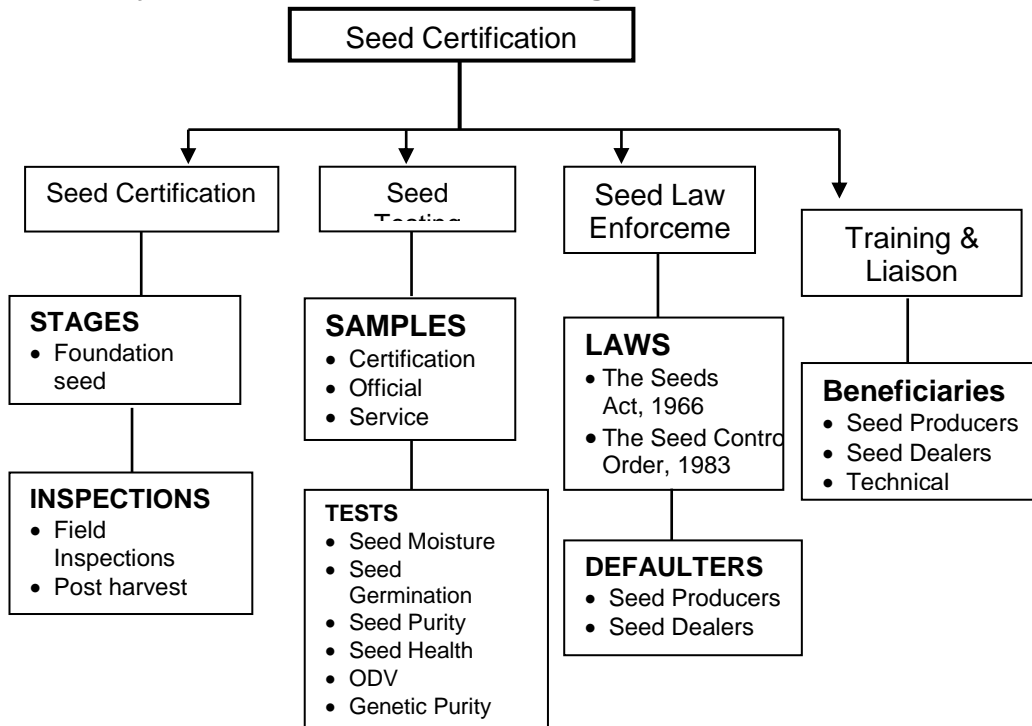 Seed Certification
Seed Certification
STAGES
• Foundation
seed
INSPECTIONS
• Field
Inspections
• Post harvest
Seed
Testing
SAMPLES
• Certification
• Official
• Service
TESTS
• Seed Moisture
• Seed
Germination
• Seed Purity
• Seed Health
• ODV
• Genetic Purity
Seed Law
Enforceme
LAWS
• The Seeds
Act, 1966
• The Seed Contro
Order, 1983
DEFAULTERS
• Seed Producers
• Seed Dealers
Training &
Liaison
Beneficiaries
• Seed Producers
• Seed Dealers
• Technical